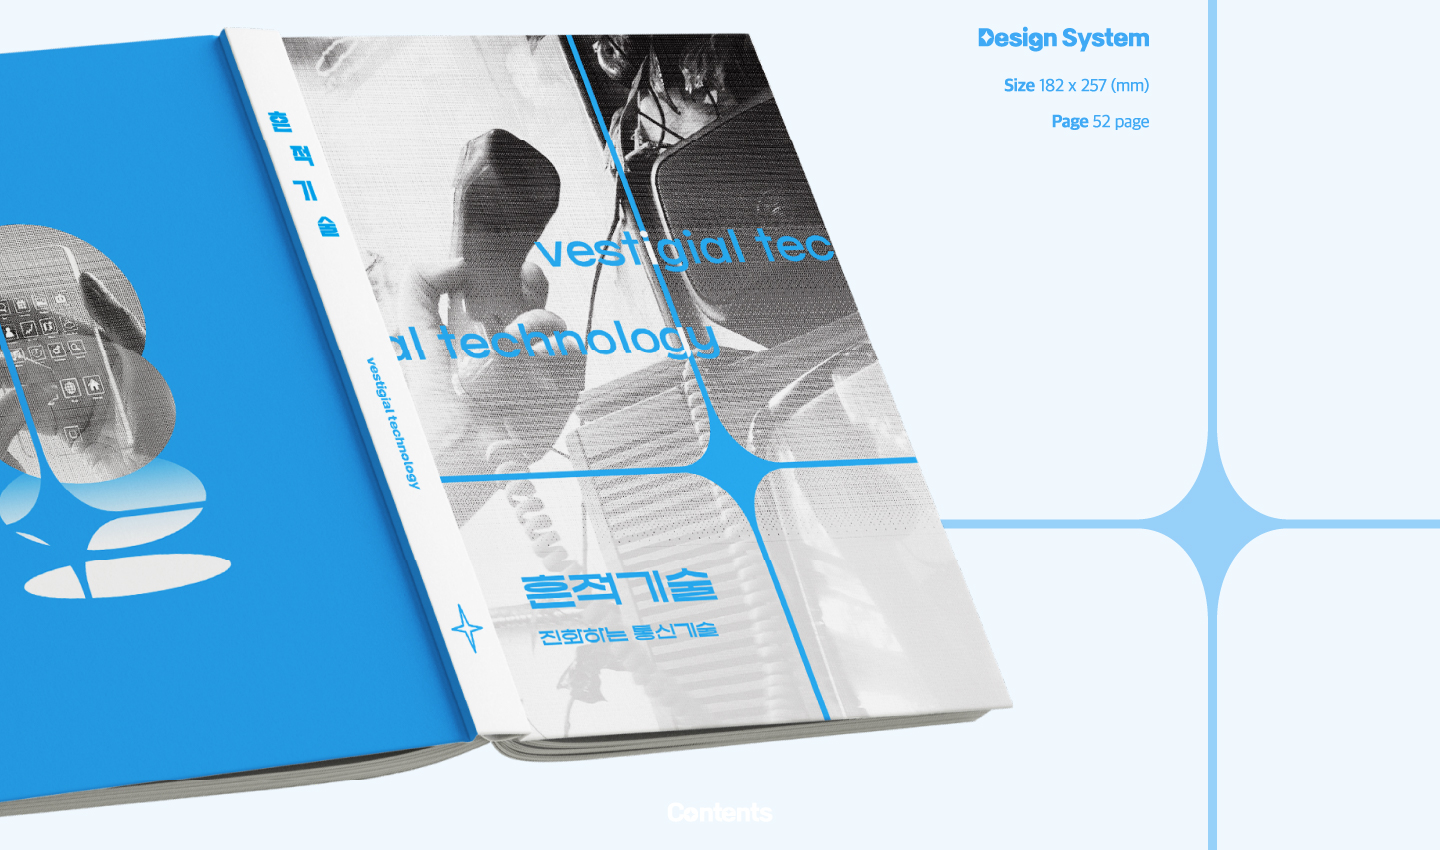 Design System
Size 182 x 257 (mm)
Page 52 page
흔적기술
vestigial technology
vestigial tec
al technology
흔적기술
진화하는 통신기술
Contents